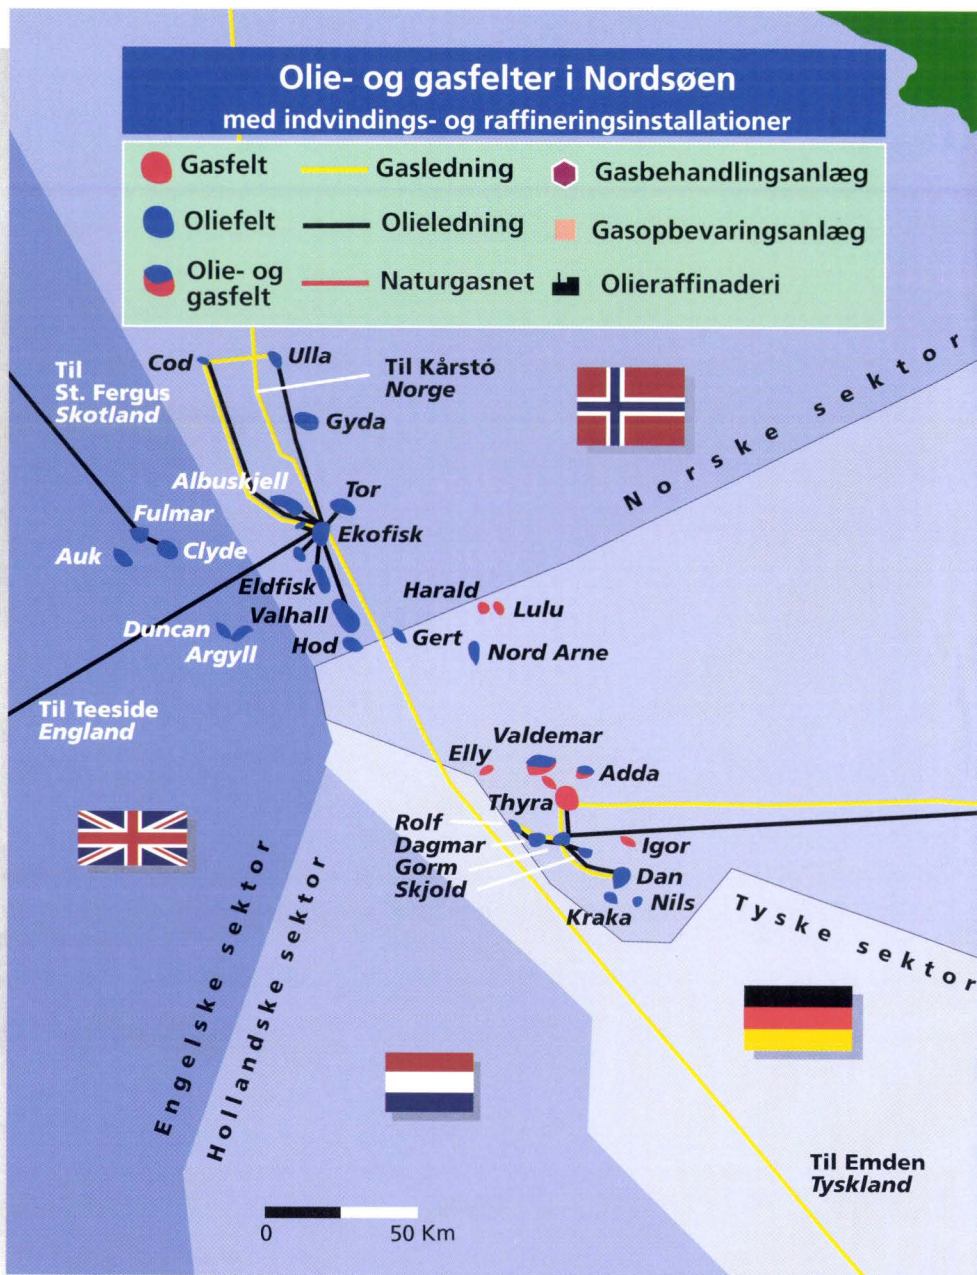 Olie- og gasfelter i Nordsøen
med indvindings- og raffineringsinstallationer
Gasfelt
Gasledning
Gasbehandlingsanlæg
Oliefelt
Olieledning
Gasopbevaringsanlæg
Olie- og
gasfelt
Naturgasnet
Olieraffinaderi
Cod
Ulla
Til
St. Fergus
Skotland
Til Kårstó
Norge
Gyda
Norske sektor
Albuskjell
Tor
Fulmar
Ekofisk
Auk
Clyde
Eldfisk
Harald
Lulu
Valhall
Duncan
Argyll
Hod
Gert
Nord Arne
Til Teeside
England
Valdemar
Elly
Adda
Thyra
Rolf
Dagmar
Gorm
Skjold
Igor
Dan
Nils
Kraka
Tyske sektor
Engelske sektor
Hollandske sektor
Til Emden
Tyskland
0
50 Km